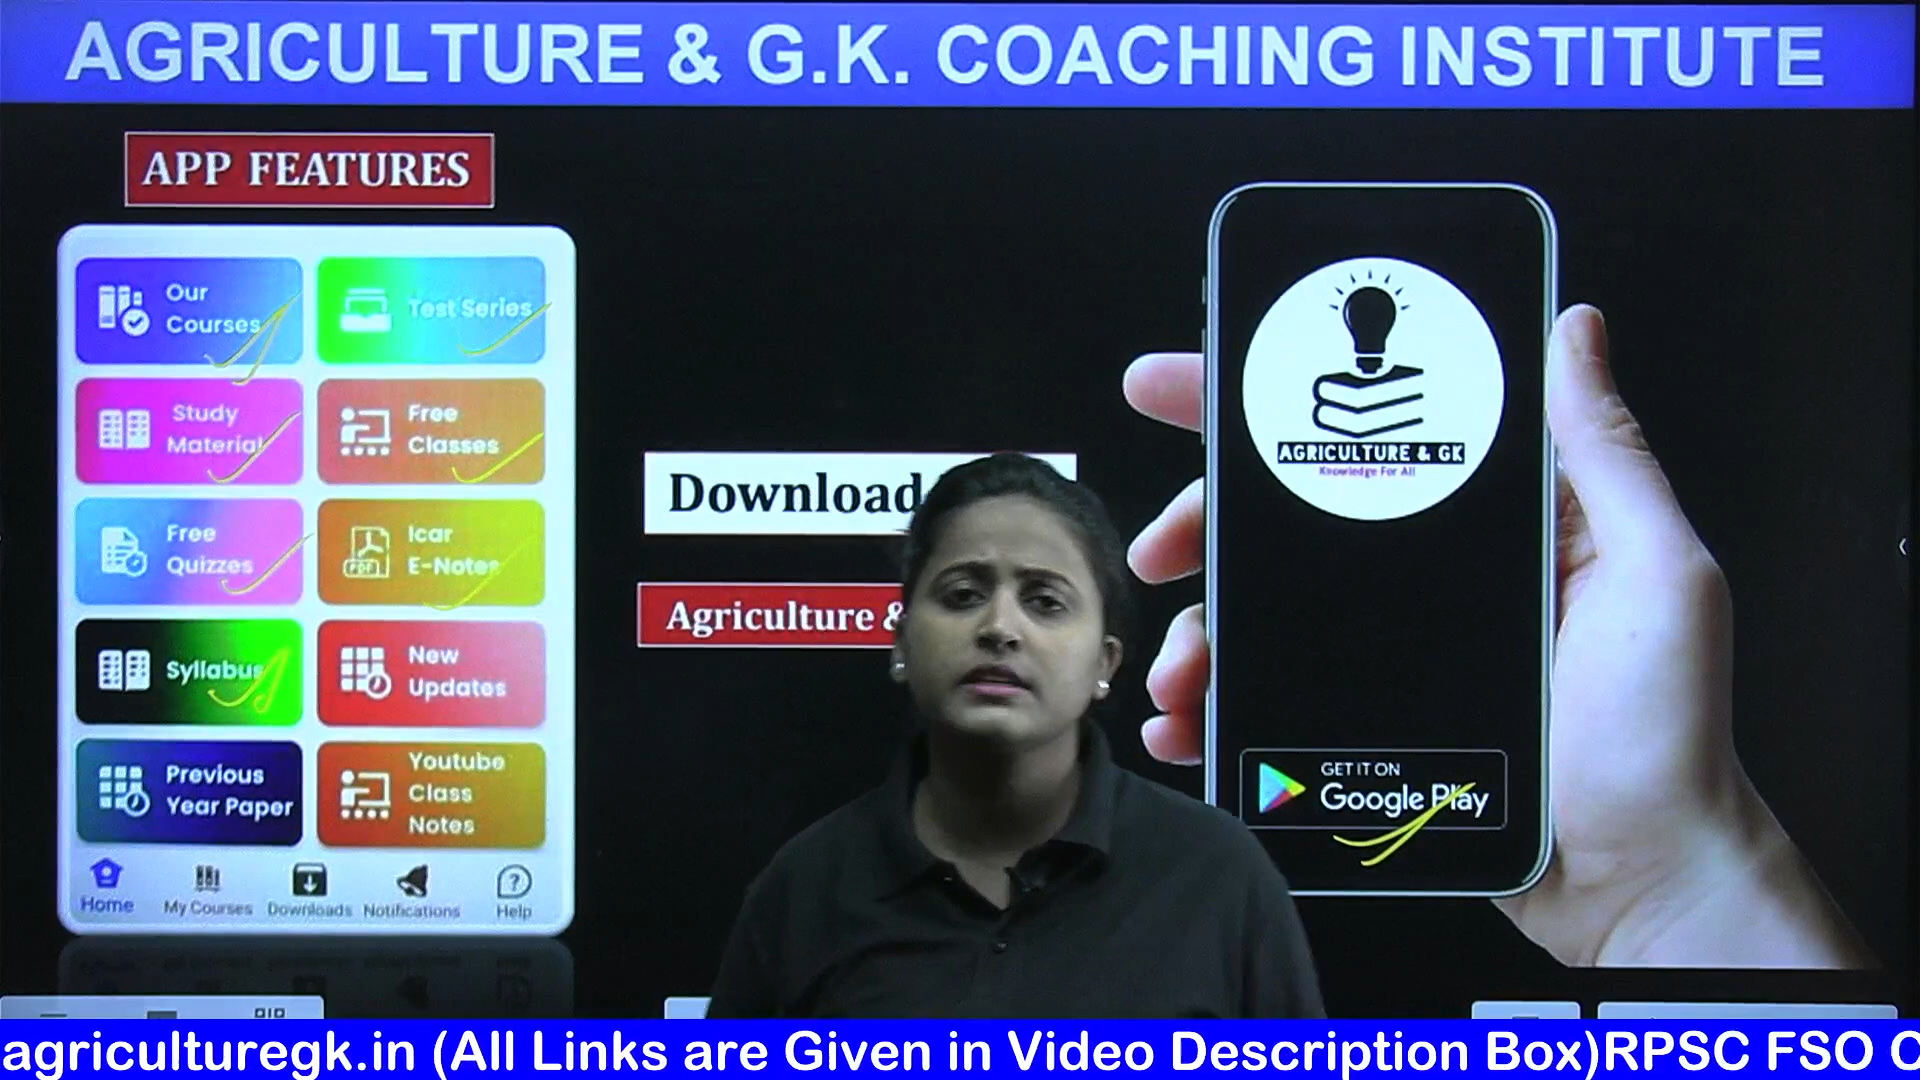 AGRICULTURE & G.K. COACHING INSTITUTE
APP FEATURES
Our
Courses
Test Series
Study
Material
Free
Classes
Free
Quizzes
Icar
E-Notes
PDF
Syllabus
New
Updates
Previous
Year Paper
Youtube
Class
Notes
Home
My Courses
Downloads
Notifications
Help
Download
Agriculture &
AGRICULTURE & GK
Knowledge For All
GET IT ON
Google Play
agriculturegk.in (All Links are Given in Video Description Box)RPSC FSO